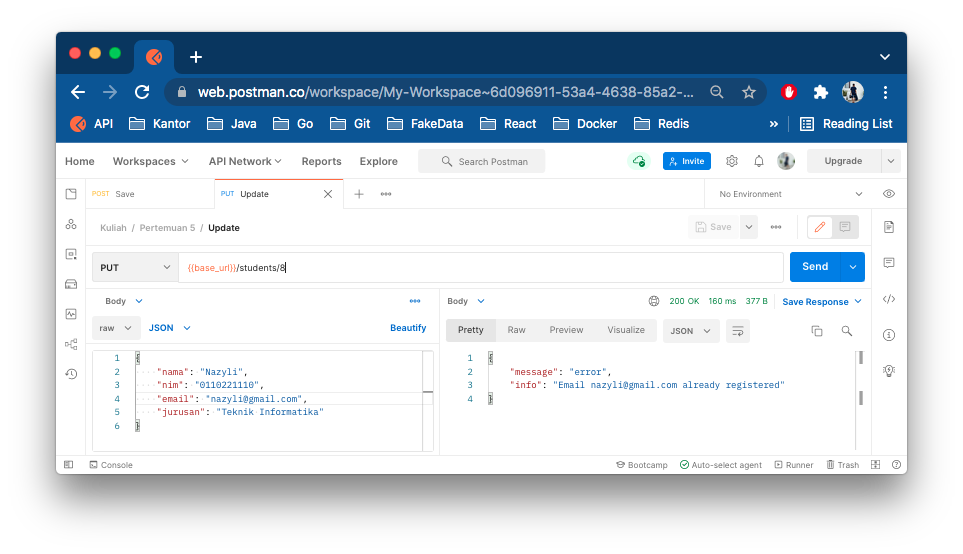 web.postman.co/workspace/My-Workspace~6d096911-53a4-4638-85a2-...
API Kantor Java Go Git FakeData React Docker Redis » Reading List
Home Workspaces API Network Reports Explore Search Postman Invite Upgrade
POST Save PUT Update No Environment
Kuliah / Pertemuan 5 / Update Save
PUT {{base_url}}/students/8 Send
Body Body 200 OK 160 ms 377 B Save Response
raw JSON Beautify Pretty Raw Preview Visualize JSON
1 {
2 "nama": "Nazyli",
3 "nim": "0110221110",
4 "email": "nazyli@gmail.com",
5 "jurusan": "Teknik Informatika"
6 }
1 {
2 "message": "error",
3 "info": "Email nazyli@gmail.com already registered"
4 }
Console Bootcamp Auto-select agent Runner Trash